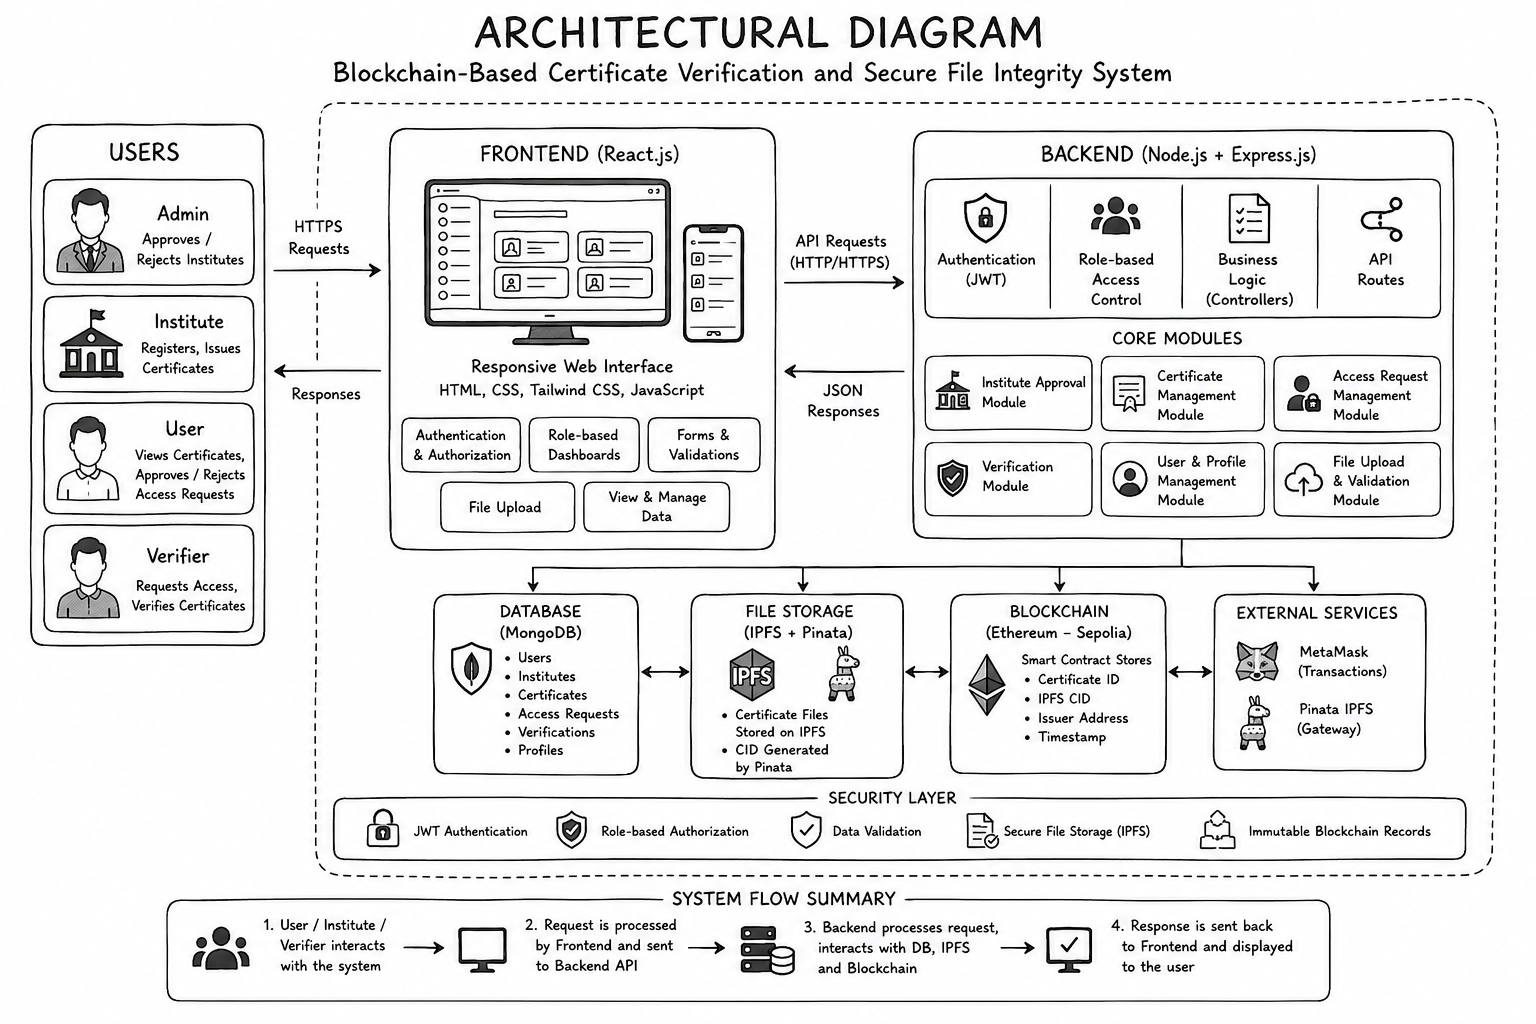 ARCHITECTURAL DIAGRAM
Blockchain-Based Certificate Verification and Secure File Integrity System
USERS
Admin
Approves /
Rejects Institutes
Institute
Registers, Issues
Certificates
User
Views Certificates,
Approves / Rejects
Access Requests
Verifier
Requests Access,
Verifies Certificates
HTTPS
Requests
Responses
FRONTEND (React.js)
Responsive Web Interface
HTML, CSS, Tailwind CSS, JavaScript
Authentication
& Authorization
Role-based
Dashboards
Forms &
Validations
File Upload
View & Manage
Data
API Requests
(HTTP/HTTPS)
JSON
Responses
BACKEND (Node.js + Express.js)
Authentication
(JWT)
Role-based
Access
Control
Business
Logic
(Controllers)
API
Routes
CORE MODULES
Institute Approval
Module
Certificate
Management
Module
Access Request
Management
Module
Verification
Module
User & Profile
Management
Module
File Upload
& Validation
Module
DATABASE
(MongoDB)
• Users
• Institutes
• Certificates
• Access Requests
• Verifications
• Profiles
FILE STORAGE
(IPFS + Pinata)
IPFS
• Certificate Files
Stored on IPFS
• CID Generated
by Pinata
BLOCKCHAIN
(Ethereum – Sepolia)
Smart Contract Stores
• Certificate ID
• IPFS CID
• Issuer Address
• Timestamp
EXTERNAL SERVICES
MetaMask
(Transactions)
Pinata IPFS
(Gateway)
SECURITY LAYER
JWT Authentication
Role-based Authorization
Data Validation
Secure File Storage (IPFS)
Immutable Blockchain Records
SYSTEM FLOW SUMMARY
1. User / Institute /
Verifier interacts
with the system
2. Request is processed
by Frontend and sent
to Backend API
3. Backend processes request,
interacts with DB, IPFS
and Blockchain
4. Response is sent back
to Frontend and displayed
to the user